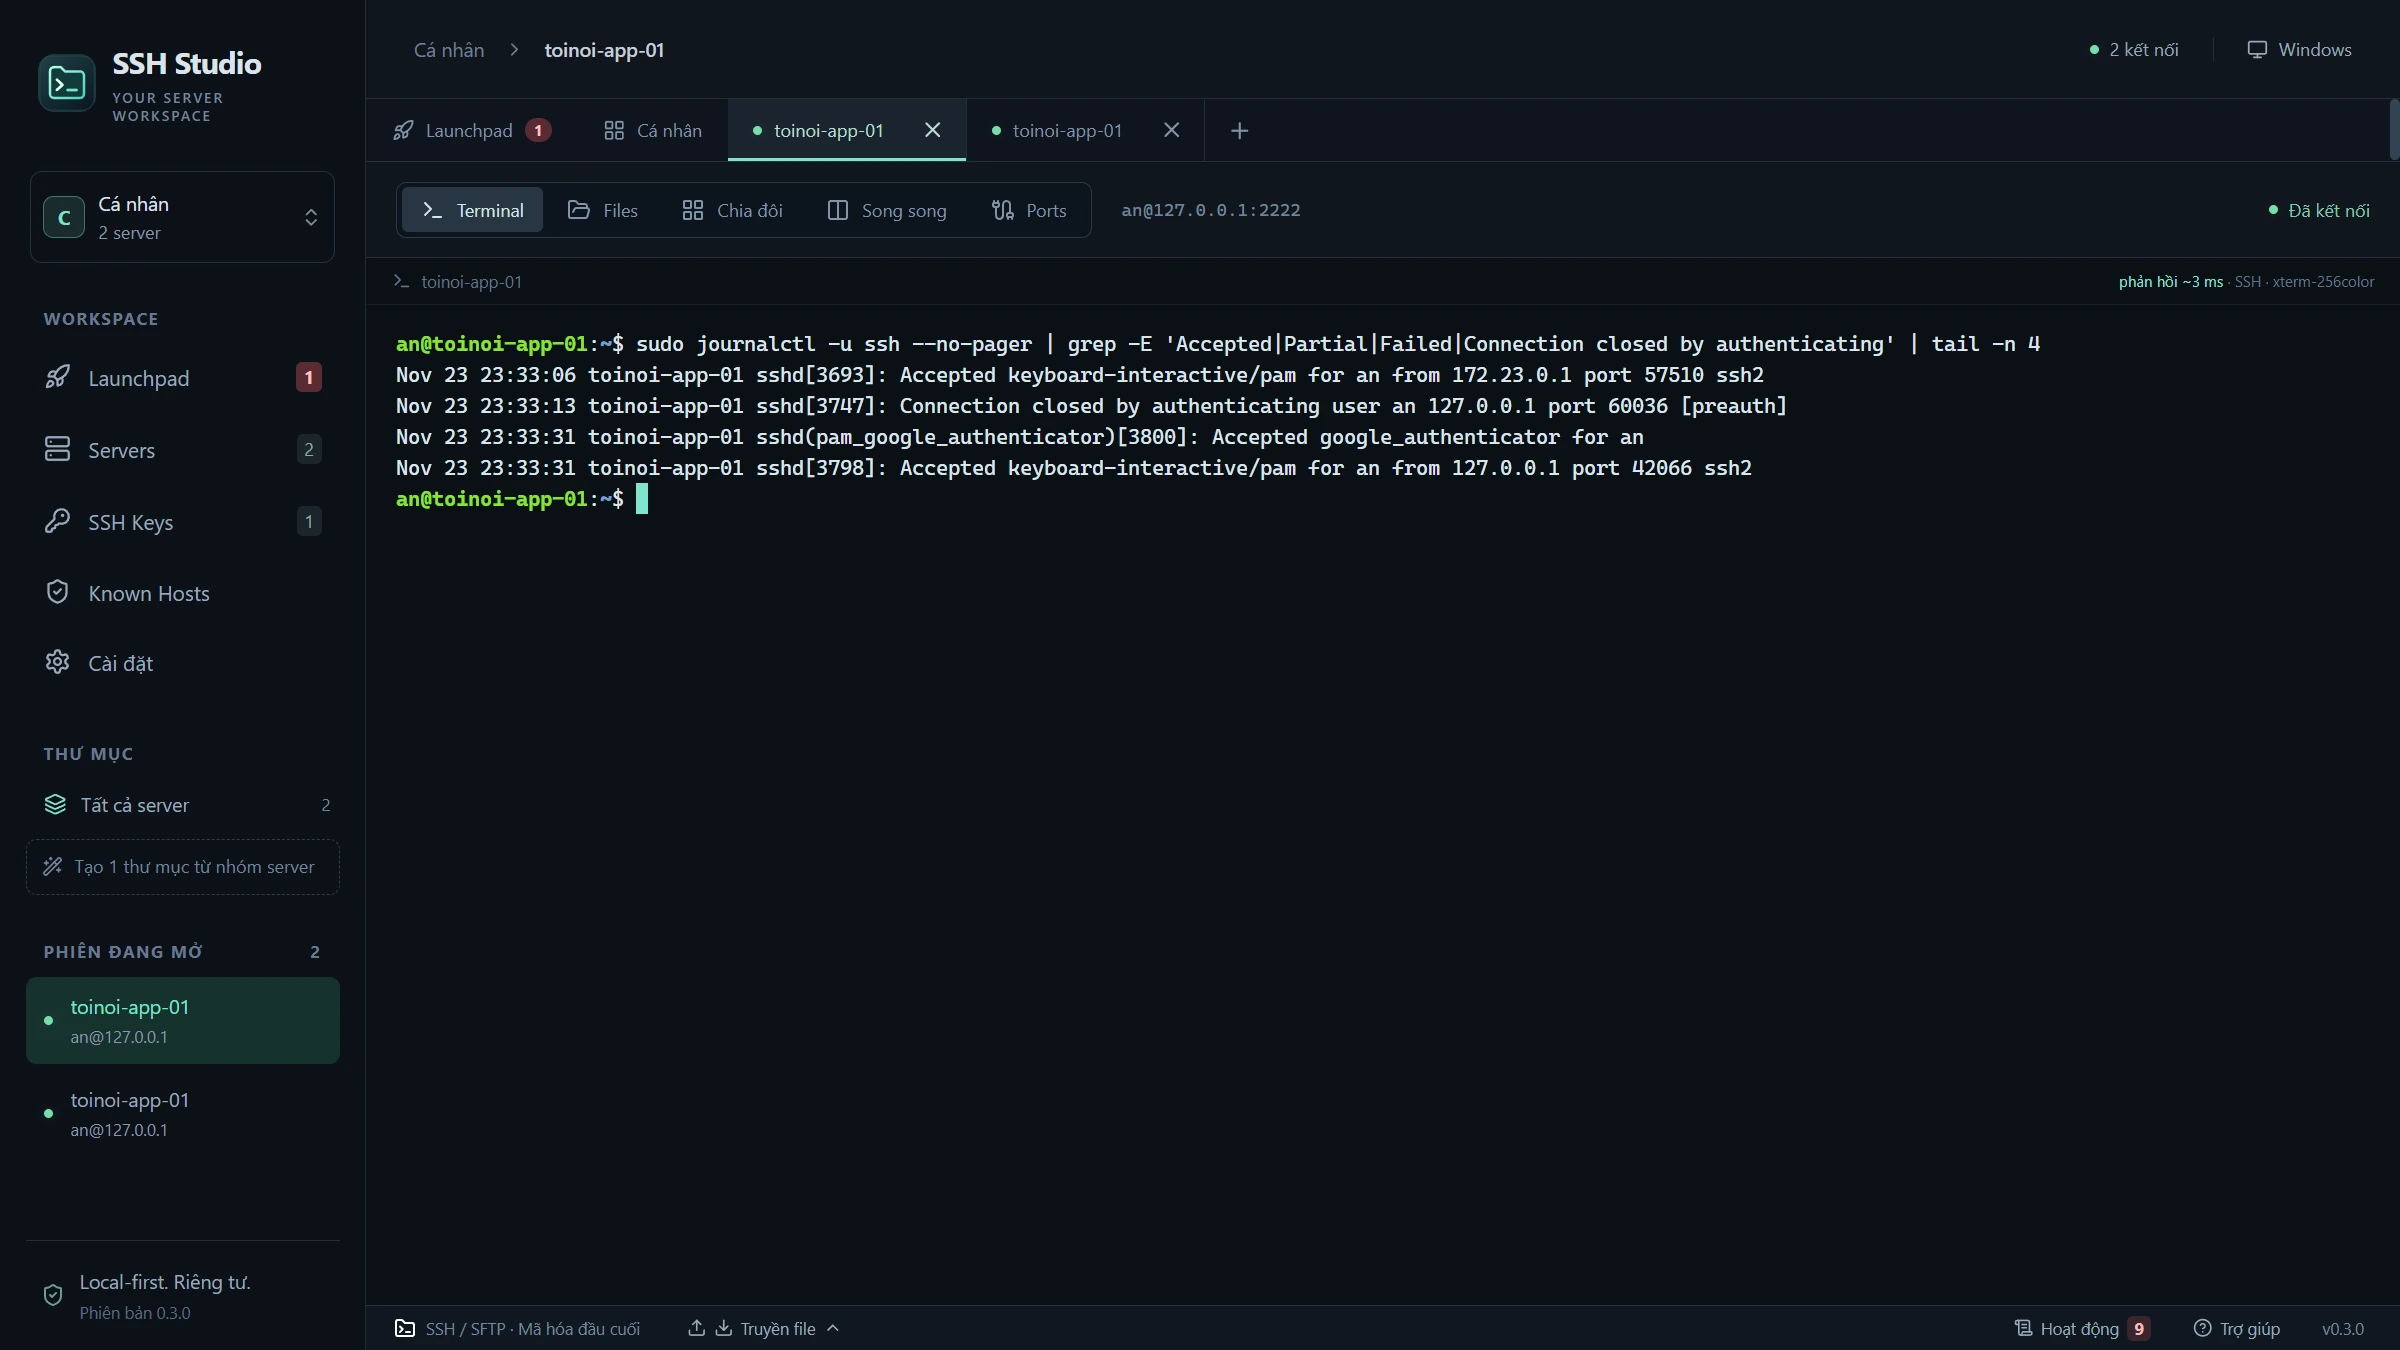 SSH Studio
YOUR SERVER
WORKSPACE
C
Cá nhân
2 server
WORKSPACE
Launchpad 1
Servers 2
SSH Keys 1
Known Hosts
Cài đặt
THƯ MỤC
Tất cả server 2
Tạo 1 thư mục từ nhóm server
PHIÊN ĐANG MỞ 2
toinoi-app-01
an@127.0.0.1
toinoi-app-01
an@127.0.0.1
Local-first. Riêng tư.
Phiên bản 0.3.0
Cá nhân > toinoi-app-01
2 kết nối
Windows
Launchpad 1
Cá nhân
toinoi-app-01
toinoi-app-01
Terminal
Files
Chia đôi
Song song
Ports
an@127.0.0.1:2222
Đã kết nối
toinoi-app-01
phản hồi ~3 ms · SSH · xterm-256color
an@toinoi-app-01:~$ sudo journalctl -u ssh --no-pager | grep -E 'Accepted|Partial|Failed|Connection closed by authenticating' | tail -n 4
Nov 23 23:33:06 toinoi-app-01 sshd[3693]: Accepted keyboard-interactive/pam for an from 172.23.0.1 port 57510 ssh2
Nov 23 23:33:13 toinoi-app-01 sshd[3747]: Connection closed by authenticating user an 127.0.0.1 port 60036 [preauth]
Nov 23 23:33:31 toinoi-app-01 sshd(pam_google_authenticator)[3800]: Accepted google_authenticator for an
Nov 23 23:33:31 toinoi-app-01 sshd[3798]: Accepted keyboard-interactive/pam for an from 127.0.0.1 port 42066 ssh2
an@toinoi-app-01:~$
SSH / SFTP · Mã hóa đầu cuối
Truyền file
Hoạt động 9
Trợ giúp
v0.3.0